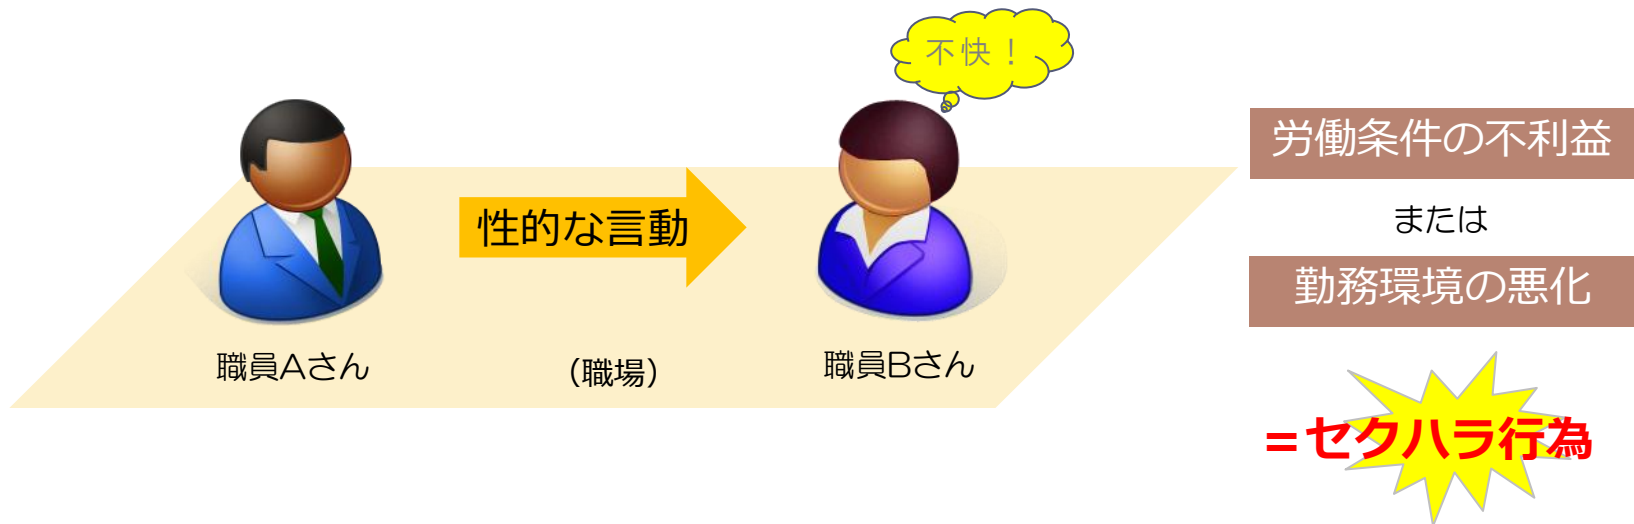 不快！
労働条件の不利益
または
勤務環境の悪化
性的な言動
職員Aさん
（職場）
職員Bさん
＝セクハラ行為